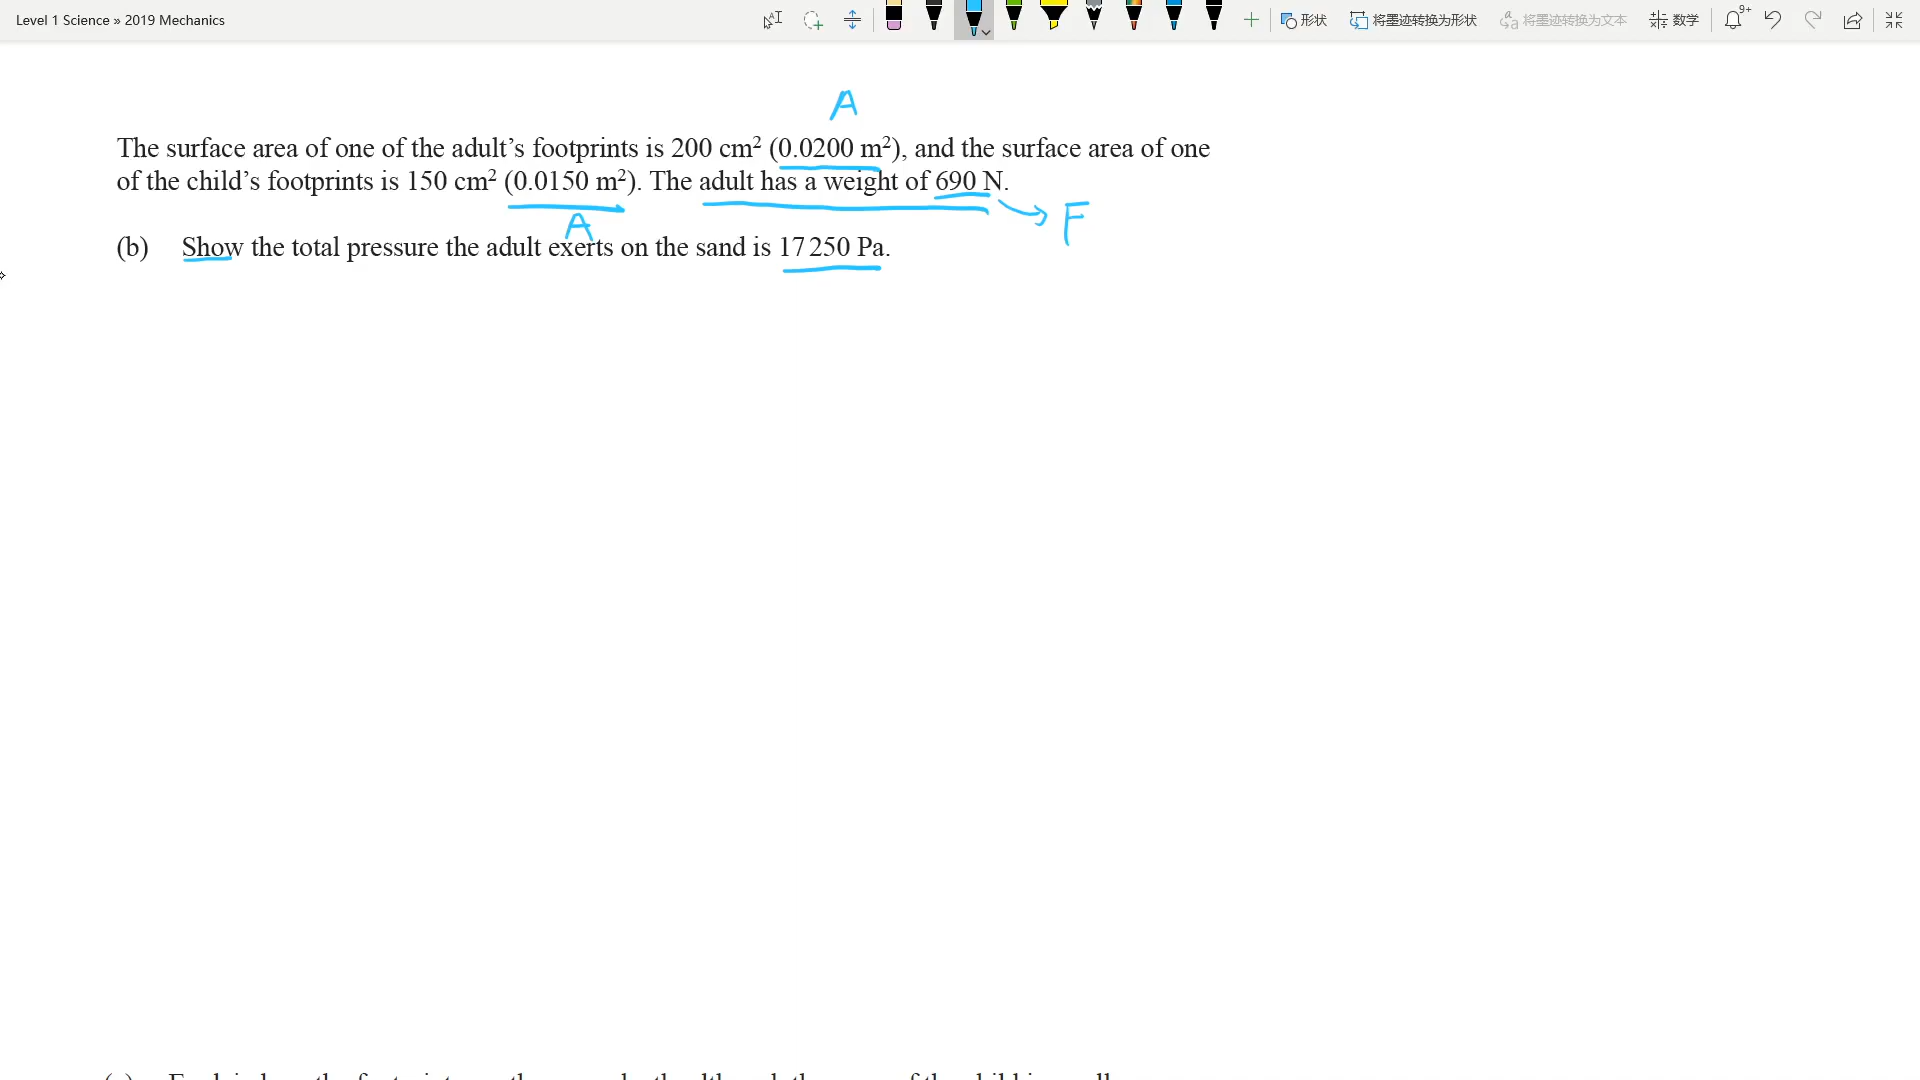 Level 1 Science » 2019 Mechanics
形状
将墨迹转换为形状
将墨迹转换为文本
数学
9+
A
The surface area of one of the adult’s footprints is 200 cm² (0.0200 m²), and the surface area of one
of the child’s footprints is 150 cm² (0.0150 m²). The adult has a weight of 690 N.
A
F
(b) Show the total pressure the adult exerts on the sand is 17 250 Pa.